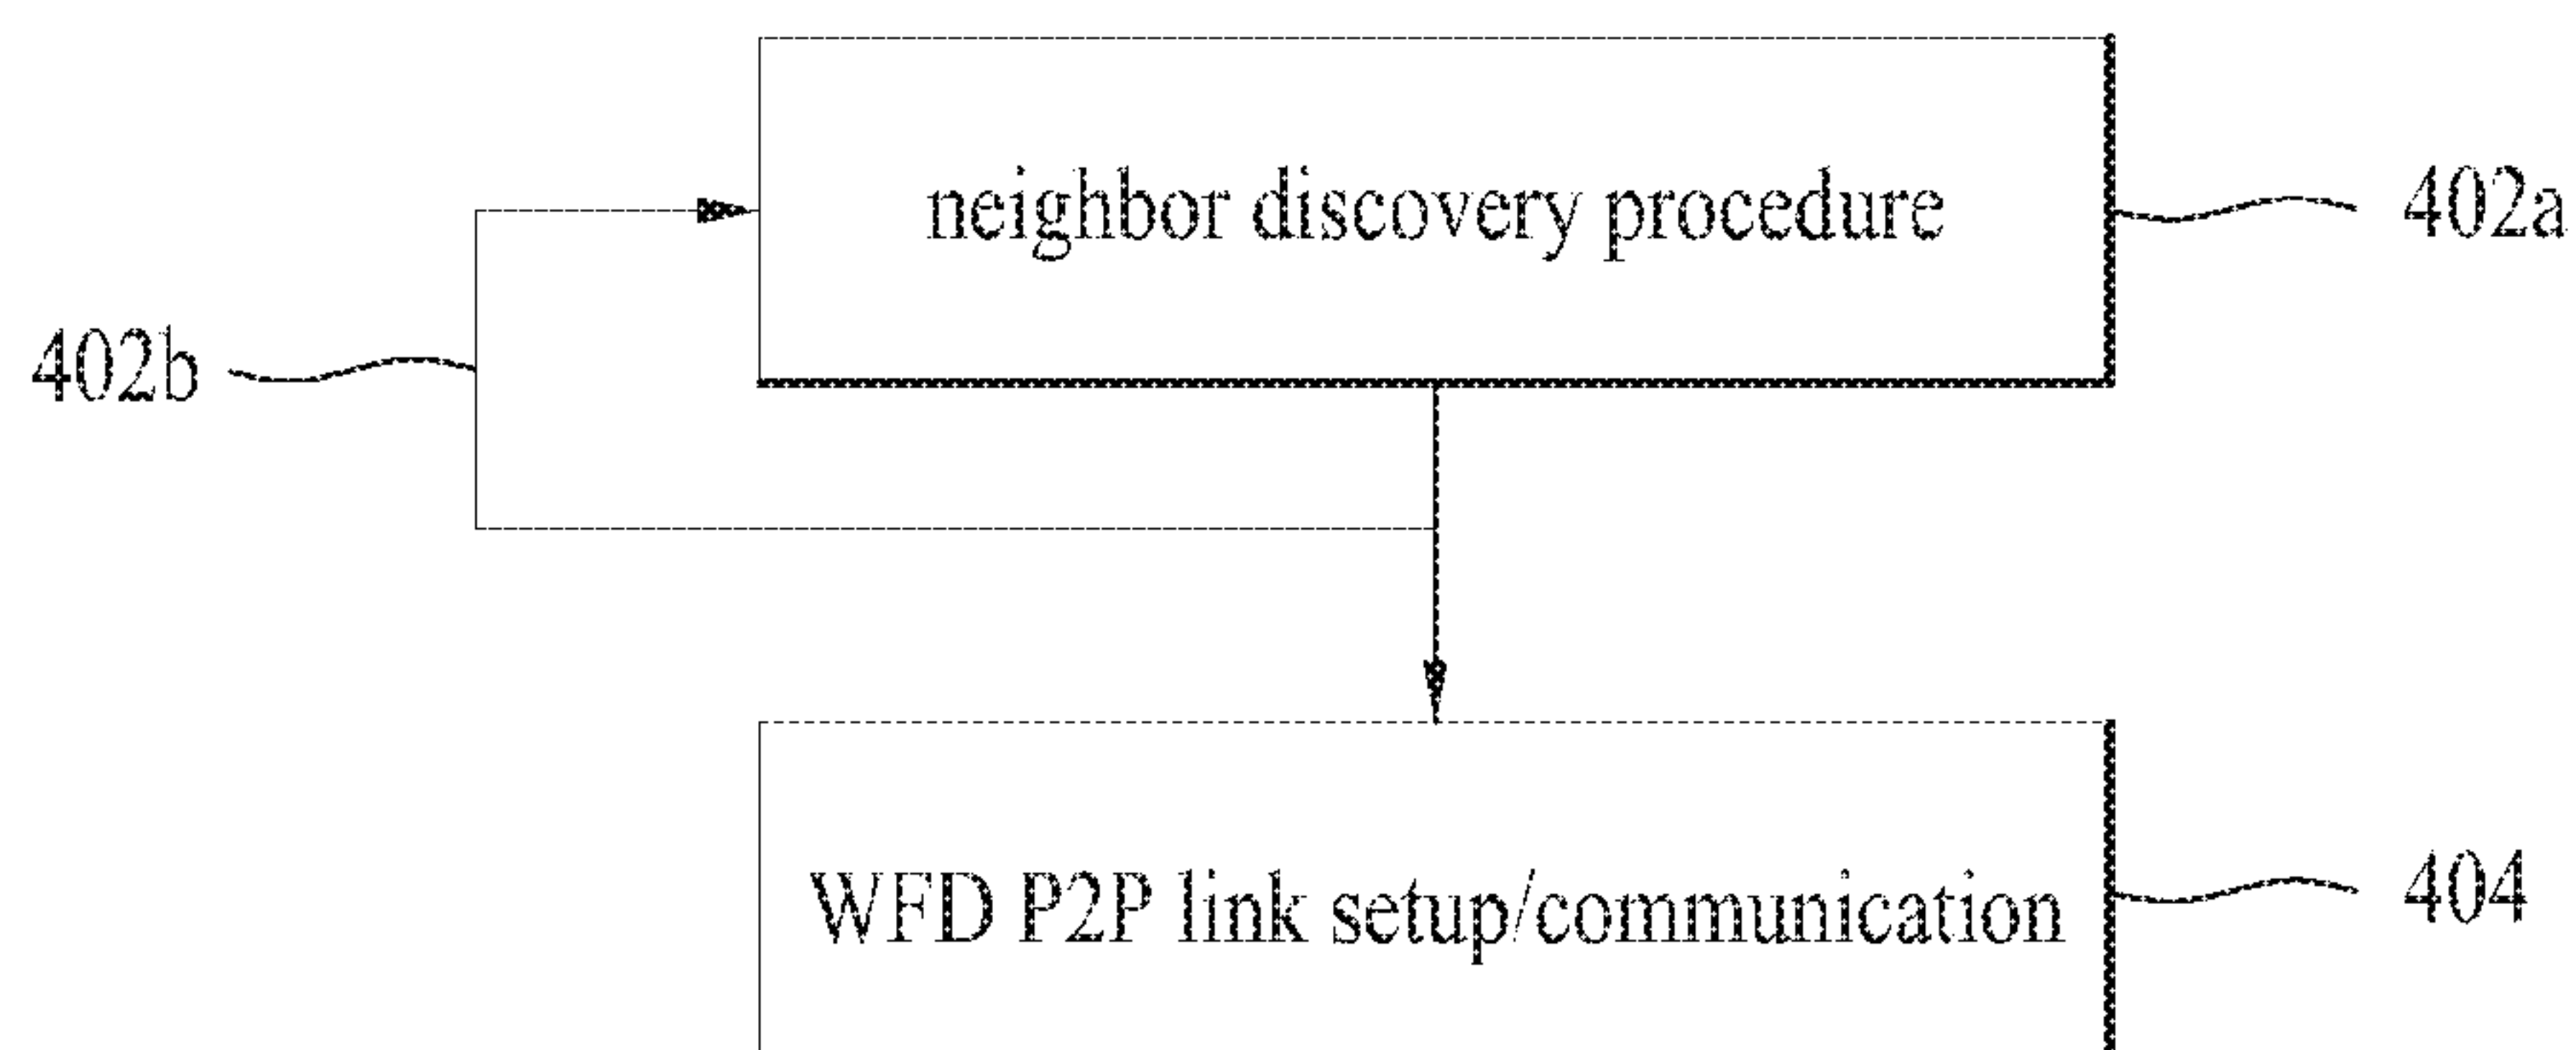 neighbor discovery procedure
402a
402b
WFD P2P link setup/communication
404